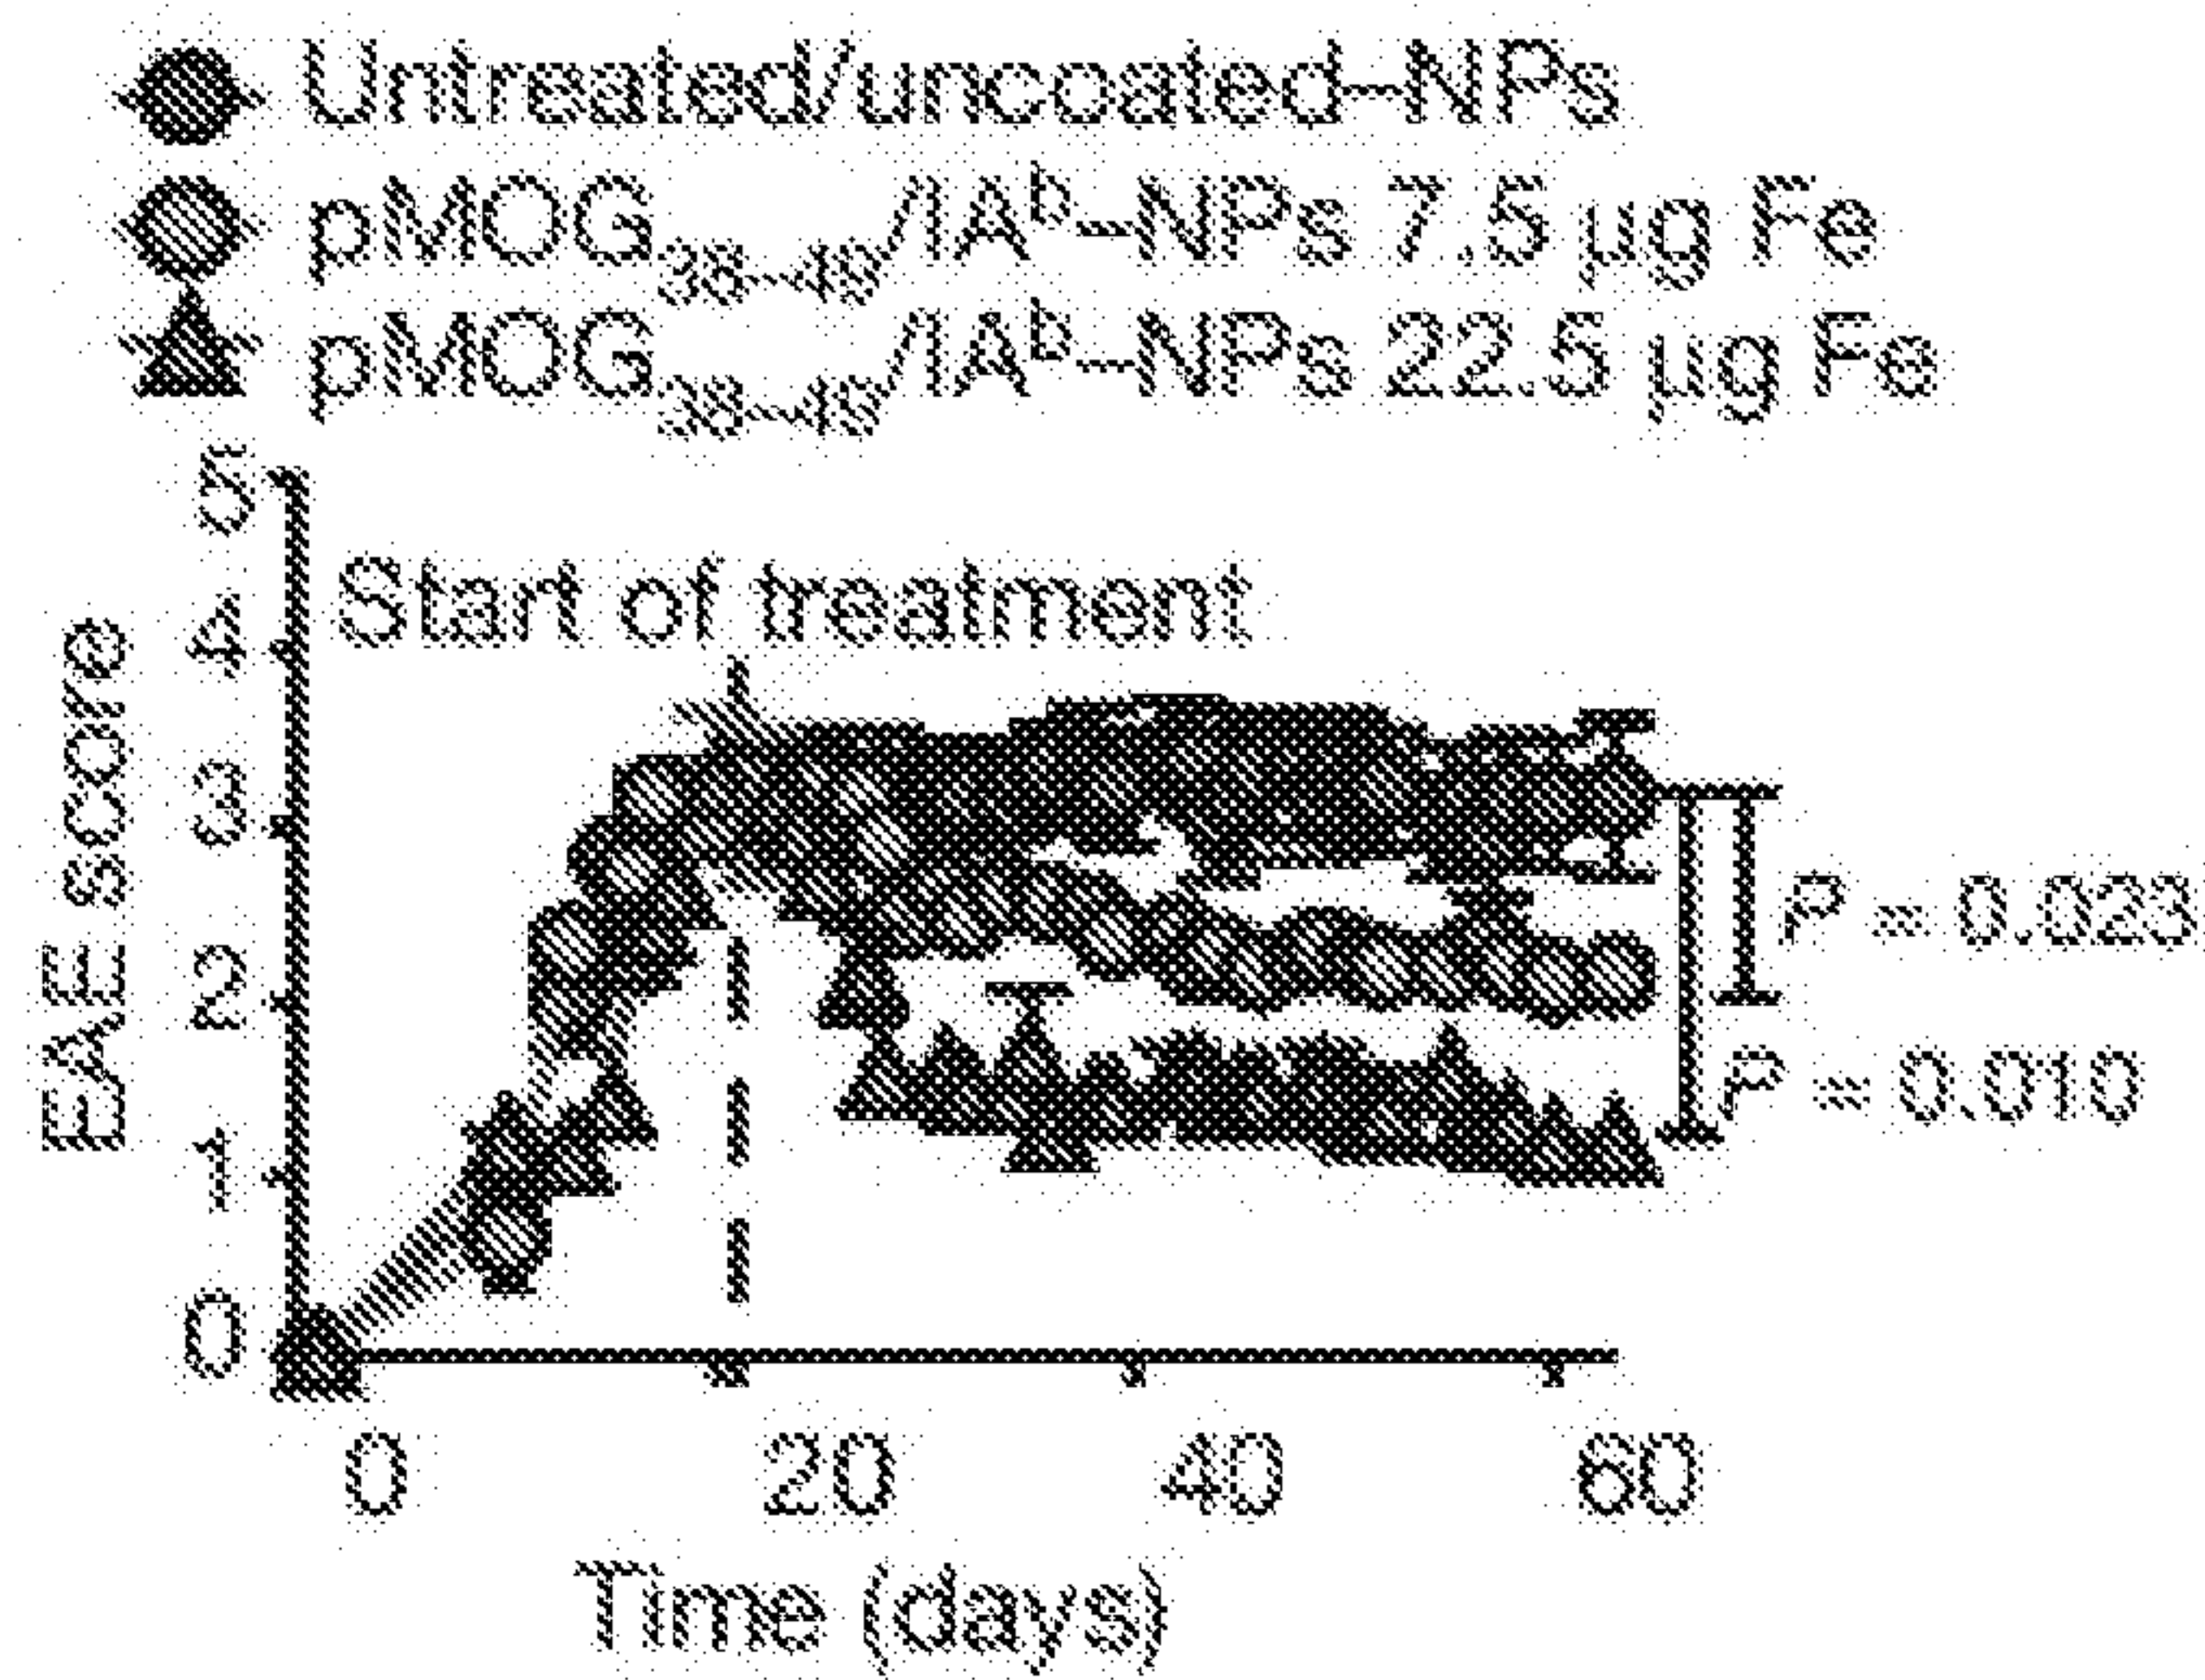 Untreated/uncoated–NPs
pMOG38–49/IAb–NPs 7.5 µg Fe
pMOG38–49/IAb–NPs 22.5 µg Fe
5
Start of treatment
4
EAE score
3
P = 0.023
2
P = 0.010
1
0
0 20 40 60
Time (days)